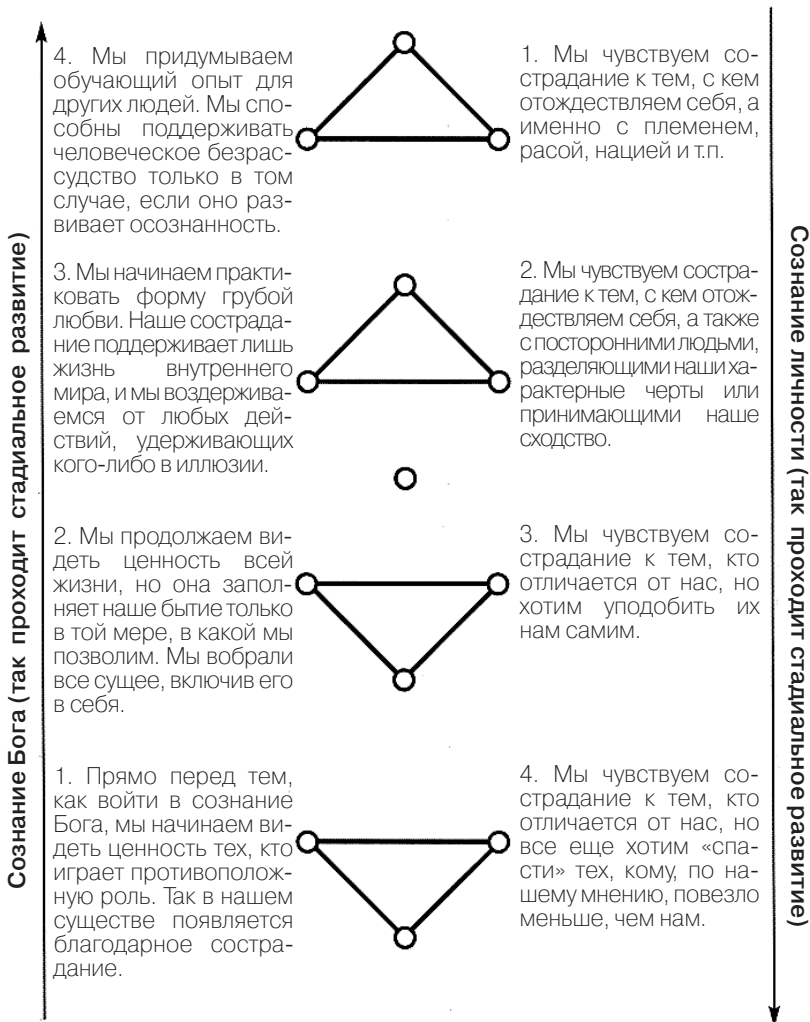 Сознание Бога (так проходит стадиальное развитие)
4. Мы придумываем
обучающий опыт для
других людей. Мы спо-
собны поддерживать
человеческое безрас-
судство только в том
случае, если оно раз-
вивает осознанность.
3. Мы начинаем практи-
ковать форму грубой
любви. Наше сострада-
ние поддерживает лишь
жизнь внутреннего
мира, и мы воздержива-
емся от любых дей-
ствий, удерживающих
кого-либо в иллюзии.
2. Мы продолжаем ви-
деть ценность всей
жизни, но она запол-
няет наше бытие только
в той мере, в какой мы
позволим. Мы вобрали
все сущее, включив его
в себя.
1. Прямо перед тем,
как войти в сознание
Бога, мы начинаем ви-
деть ценность тех, кто
играет противополож-
ную роль. Так в нашем
существе появляется
благодарное состра-
дание.
1. Мы чувствуем со-
страдание к тем, с кем
отождествляем себя, а
именно с племенем,
расой, нацией и т.п.
2. Мы чувствуем состра-
дание к тем, с кем отож-
дествляем себя, а также
с посторонними людьми,
разделяющими наши ха-
рактерные черты или
принимающими наше
сходство.
3. Мы чувствуем со-
страдание к тем, кто
отличается от нас, но
хотим уподобить их
нам самим.
4. Мы чувствуем со-
страдание к тем, кто
отличается от нас, но
все еще хотим «спа-
сти» тех, кому, по на-
шему мнению, повезло
меньше, чем нам.
Сознание личности (так проходит стадиальное развитие)